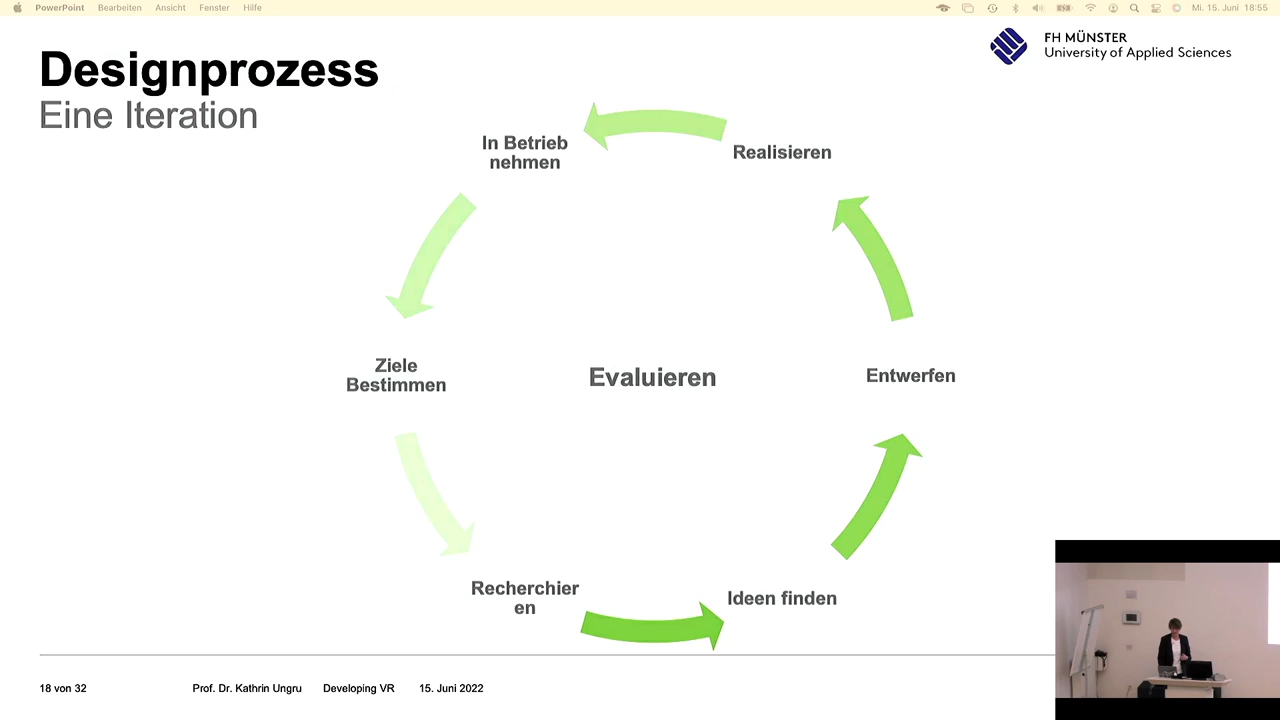 PowerPoint Bearbeiten Ansicht Fenster Hilfe Mi. 15. Juni 18:55
FH MÜNSTER
University of Applied Sciences
Designprozess
Eine Iteration
In Betrieb
nehmen
Realisieren
Ziele
Bestimmen
Evaluieren
Entwerfen
Recherchier
en
Ideen finden
18 von 32 Prof. Dr. Kathrin Ungru Developing VR 15. Juni 2022